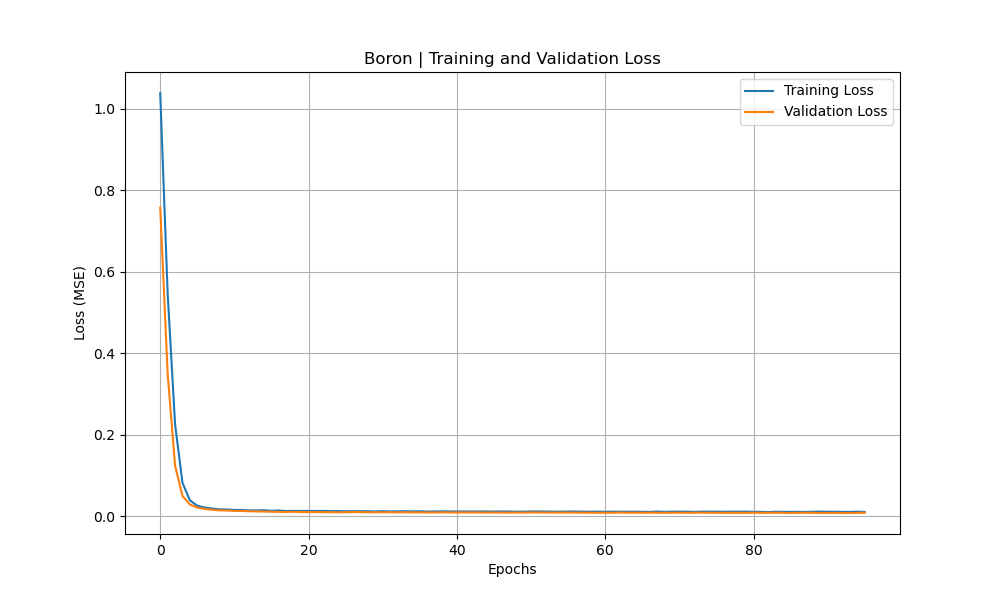 Boron | Training and Validation Loss
Training Loss
Validation Loss
Loss (MSE)
1.0
0.8
0.6
0.4
0.2
0.0
0
20
40
60
80
Epochs